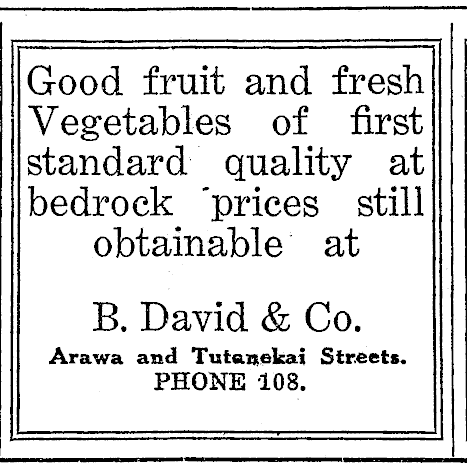 Good fruit and fresh
Vegetables of first
standard quality at
bedrock prices still
obtainable at
B. David & Co.
Arawa and Tutanekai Streets.
PHONE 108.